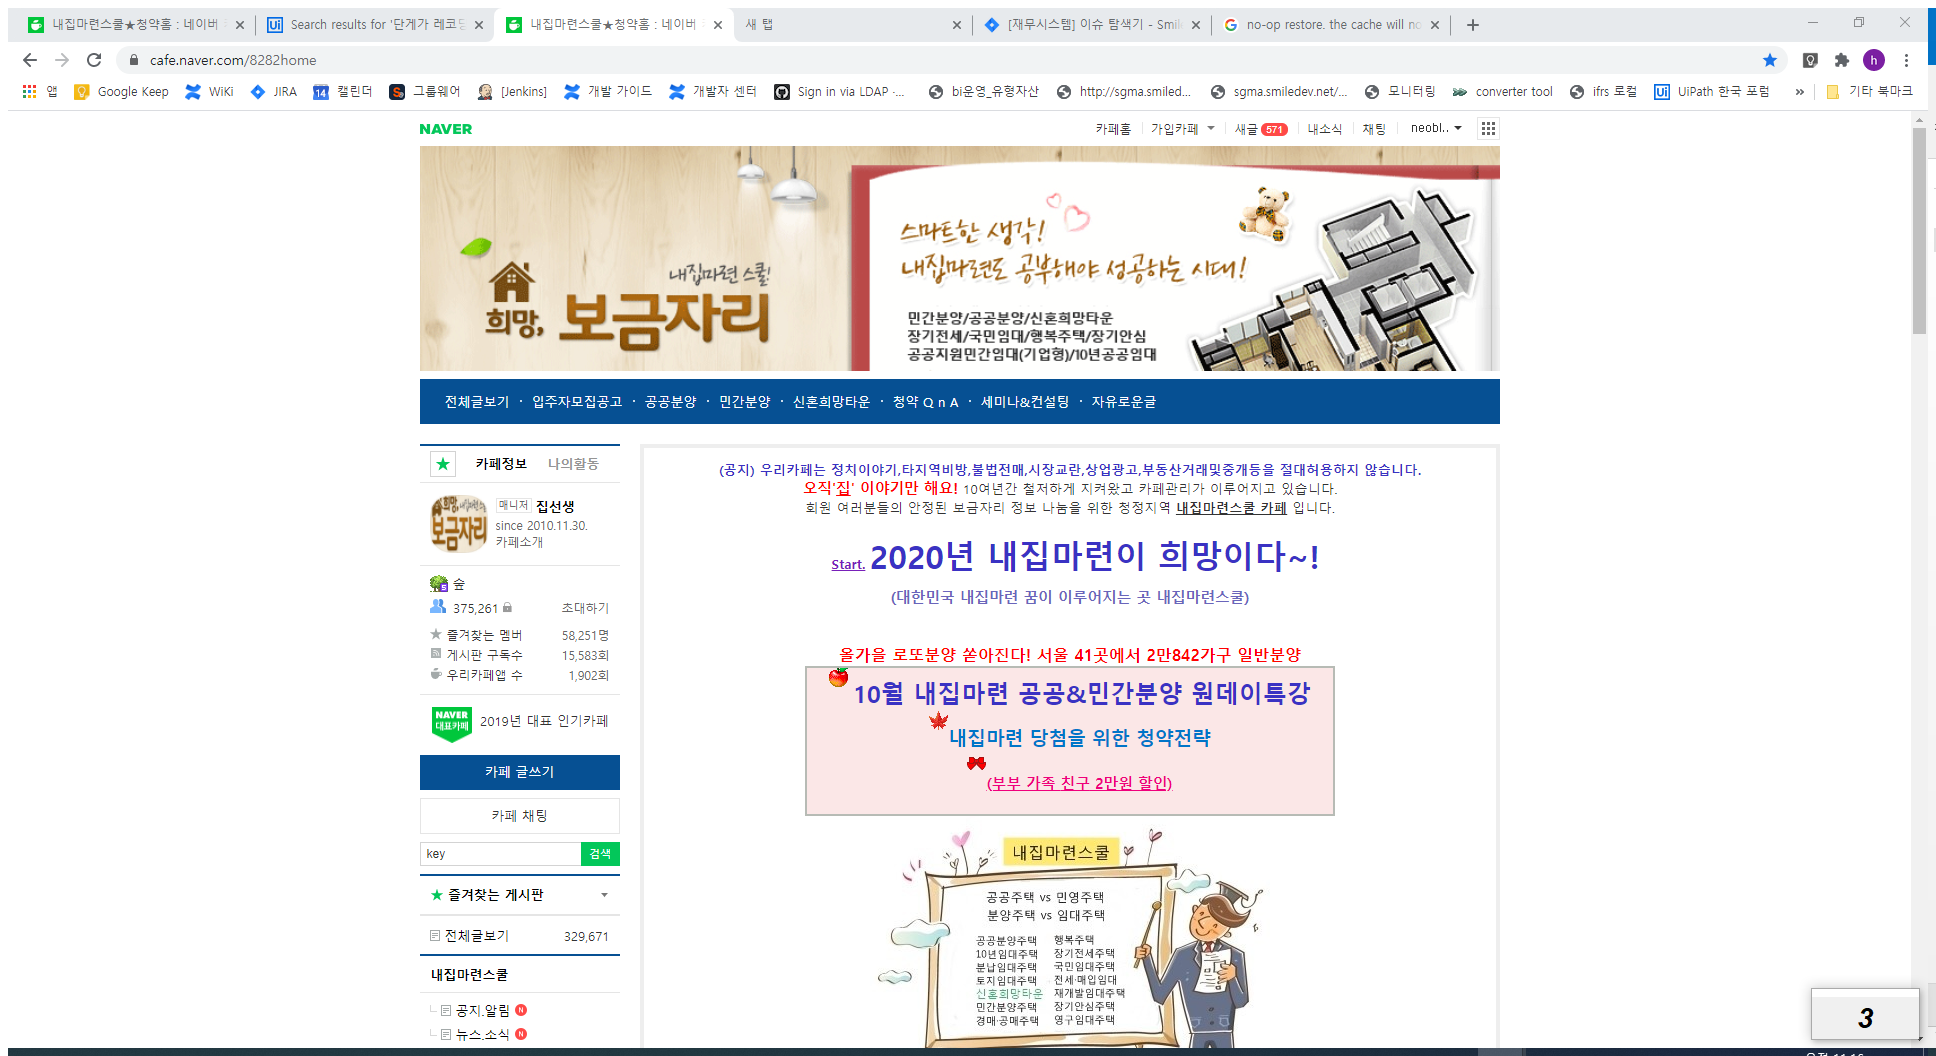 내집마련스쿨★청약홈 : 네이버
Search results for '단계가 레코딩
내집마련스쿨★청약홈 : 네이버
새 탭
[재무시스템] 이슈 탐색기 - Smil
no-op restore. the cache will no
cafe.naver.com/8282home
h
앱 Google Keep WiKi JIRA 캘린더 그룹웨어 [Jenkins] 개발 가이드 개발자 센터 Sign in via LDAP ·... bi운영_유형자산 http://sgma.smiled... sgma.smiledev.net/... 모니터링 converter tool ifrs 로컬 UiPath 한국 포럼 » 기타 북마크
NAVER 카페홈 가입카페 새글 571 내소식 채팅 neobl..
스마트한 생각!
내집마련도 공부해야 성공하는 시대!
내집마련 스쿨!
희망, 보금자리
민간분양/공공분양/신혼희망타운
장기전세/국민임대/행복주택/장기안심
공공지원민간임대(기업형)/10년공공임대
전체글보기 · 입주자모집공고 · 공공분양 · 민간분양 · 신혼희망타운 · 청약 Q n A · 세미나&컨설팅 · 자유로운글
카페정보 나의활동
희망, 내집마련스쿨
보금자리
매니저 집선생
since 2010.11.30.
카페소개
숲
375,261 초대하기
즐겨찾는 멤버 58,251명
게시판 구독수 15,583회
우리카페앱 수 1,902회
NAVER
대표카페
2019년 대표 인기카페
카페 글쓰기
카페 채팅
key 검색
즐겨찾는 게시판
전체글보기 329,671
내집마련스쿨
공지.알림 N
뉴스.소식 N
(공지) 우리카페는 정치이야기,타지역비방,불법전매,시장교란,상업광고,부동산거래및중개등을 절대허용하지 않습니다.
오직'집' 이야기만 해요! 10여년간 철저하게 지켜왔고 카페관리가 이루어지고 있습니다.
회원 여러분들의 안정된 보금자리 정보 나눔을 위한 청정지역 내집마련스쿨 카페 입니다.
Start. 2020년 내집마련이 희망이다~!
(대한민국 내집마련 꿈이 이루어지는 곳 내집마련스쿨)
올가을 로또분양 쏟아진다! 서울 41곳에서 2만842가구 일반분양
10월 내집마련 공공&민간분양 원데이특강
내집마련 당첨을 위한 청약전략
(부부 가족 친구 2만원 할인)
내집마련스쿨
공공주택 vs 민영주택
분양주택 vs 임대주택
공공분양주택 행복주택
10년임대주택 장기전세주택
분납임대주택 국민임대주택
토지임대주택 전세·매입임대
신혼희망타운 재개발임대주택
민간분양주택 장기안심주택
경매·공매주택 영구임대주택
3